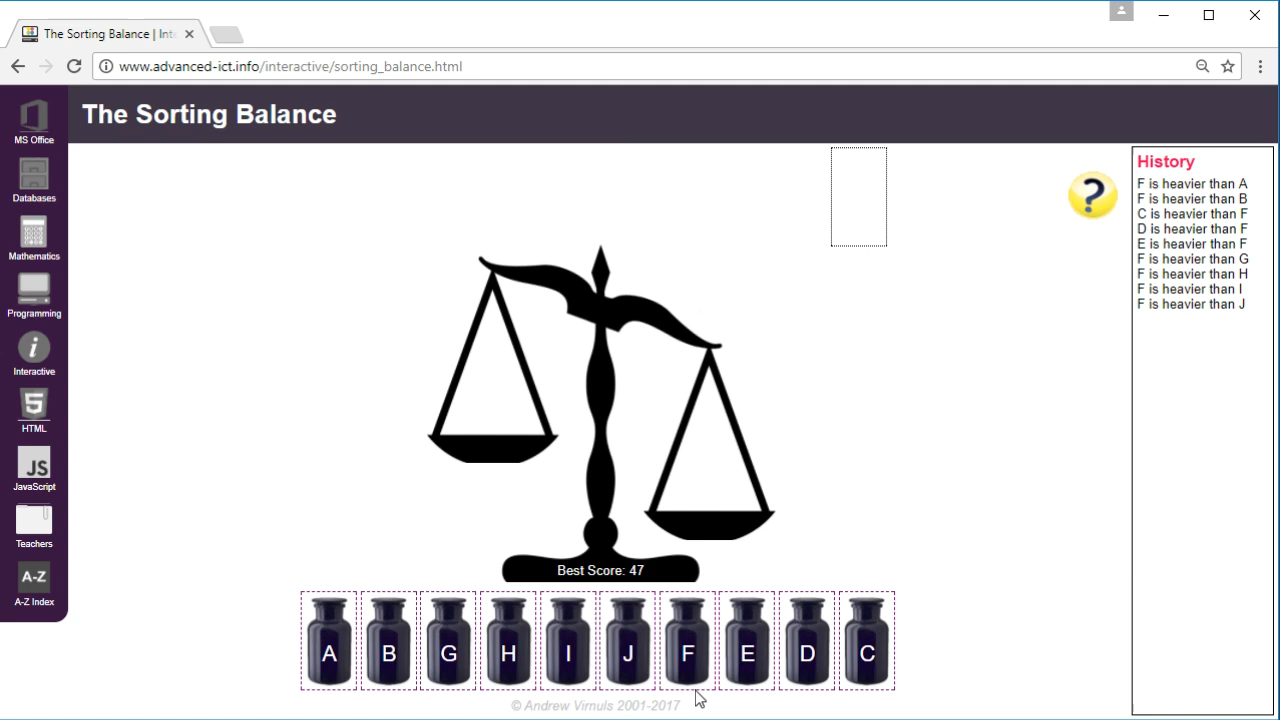 The Sorting Balance | Int
www.advanced-ict.info/interactive/sorting_balance.html
The Sorting Balance
MS Office
Databases
Mathematics
Programming
Interactive
HTML
JavaScript
Teachers
A-Z Index
i
5
JS
A-Z
?
History
F is heavier than A
F is heavier than B
C is heavier than F
D is heavier than F
E is heavier than F
F is heavier than G
F is heavier than H
F is heavier than I
F is heavier than J
Best Score: 47
A B G H I J F E D C
© Andrew Virnuls 2001-2017